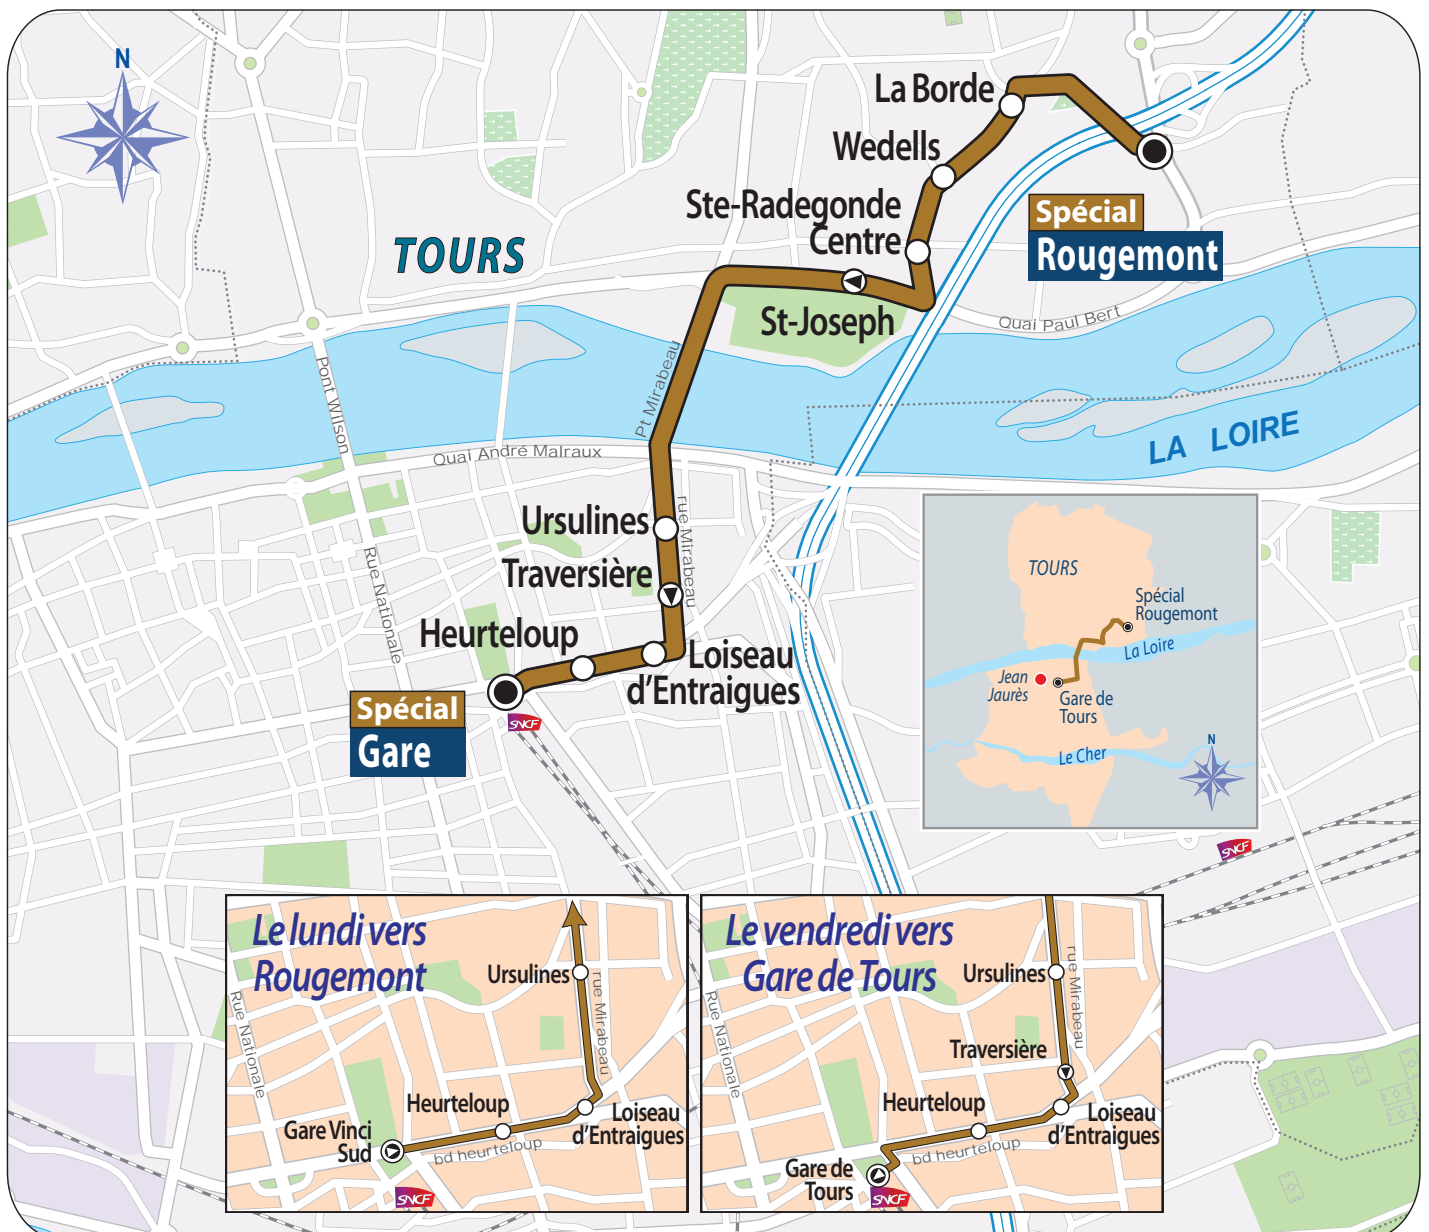 N
La Borde
Wedells
Ste-Radegonde
Centre
Spécial
Rougemont
TOURS
St-Joseph
Quai Paul Bert
Pt Mirabeau
Pont Wilson
LA LOIRE
Quai André Malraux
Ursulines
rue Mirabeau
Traversière
Rue Nationale
Heurteloup
Loiseau
d'Entraigues
Spécial
Gare
SNCF
TOURS
Spécial
Rougemont
La Loire
Jean
Jaurès
Gare de
Tours
Le Cher
N
SNCF
Le lundi vers
Rougemont
Ursulines
rue Mirabeau
Rue Nationale
Heurteloup
Loiseau
d'Entraigues
Gare Vinci
Sud
bd heurteloup
SNCF
Le vendredi vers
Gare de Tours
Ursulines
rue Mirabeau
Rue Nationale
Traversière
Heurteloup
Loiseau
d'Entraigues
bd heurteloup
Gare de
Tours
SNCF